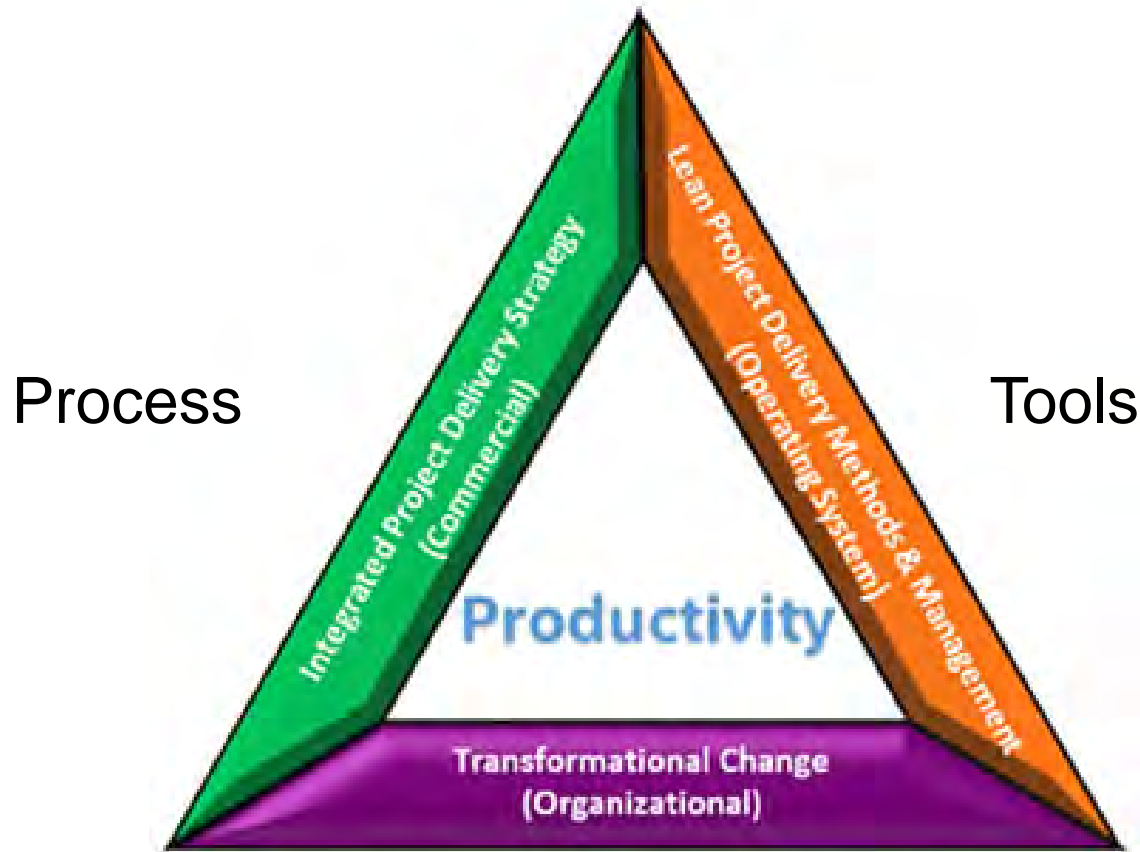 Process
Integrated Project Delivery Strategy
(Commercial)
Lean Project Delivery Methods & Management
(Operating System)
Tools
Productivity
Transformational Change
(Organizational)